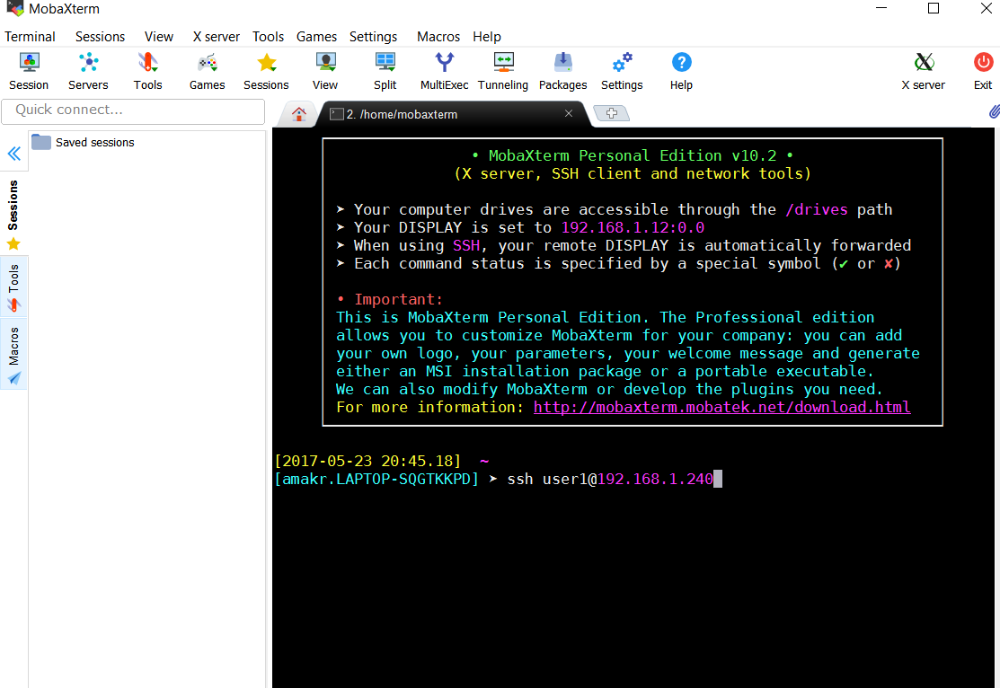 MobaXterm
Terminal Sessions View X server Tools Games Settings Macros Help
Session Servers Tools Games Sessions View Split MultiExec Tunneling Packages Settings Help X server Exit
Quick connect...
2. /home/mobaxterm
Saved sessions
Sessions
Tools
Macros
• MobaXterm Personal Edition v10.2 •
(X server, SSH client and network tools)
➤ Your computer drives are accessible through the /drives path
➤ Your DISPLAY is set to 192.168.1.12:0.0
➤ When using SSH, your remote DISPLAY is automatically forwarded
➤ Each command status is specified by a special symbol (✔ or ✘)
• Important:
This is MobaXterm Personal Edition. The Professional edition
allows you to customize MobaXterm for your company: you can add
your own logo, your parameters, your welcome message and generate
either an MSI installation package or a portable executable.
We can also modify MobaXterm or develop the plugins you need.
For more information: http://mobaxterm.mobatek.net/download.html
[2017-05-23 20:45.18] ~
[amakr.LAPTOP-SQGTKKPD] ➤ ssh user1@192.168.1.240